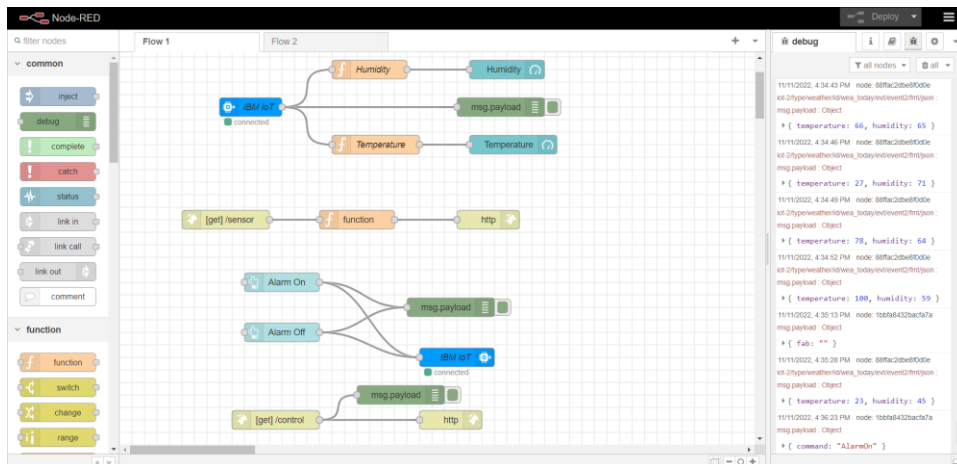 Node-RED
Deploy
filter nodes
Flow 1
Flow 2
debug
i
common
all nodes
all
inject
debug
complete
catch
status
link in
link call
link out
comment
function
function
switch
change
range
Humidity
Humidity
IBM IoT
connected
msg.payload
Temperature
Temperature
[get] /sensor
function
http
Alarm On
msg.payload
Alarm Off
IBM IoT
connected
msg.payload
[get] /control
http
11/11/2022, 4:34:43 PM node: 88ffac2dbe8f0d0e
iot-2/type/weather/id/wea_today/evt/event2/fmt/json :
msg.payload : Object
{ temperature: 66, humidity: 65 }
11/11/2022, 4:34:46 PM node: 88ffac2dbe8f0d0e
iot-2/type/weather/id/wea_today/evt/event2/fmt/json :
msg.payload : Object
{ temperature: 27, humidity: 71 }
11/11/2022, 4:34:49 PM node: 88ffac2dbe8f0d0e
iot-2/type/weather/id/wea_today/evt/event2/fmt/json :
msg.payload : Object
{ temperature: 78, humidity: 64 }
11/11/2022, 4:34:52 PM node: 88ffac2dbe8f0d0e
iot-2/type/weather/id/wea_today/evt/event2/fmt/json :
msg.payload : Object
{ temperature: 100, humidity: 59 }
11/11/2022, 4:35:13 PM node: 1bbfa8432bacfa7a
msg.payload : Object
{ fab: "" }
11/11/2022, 4:35:28 PM node: 88ffac2dbe8f0d0e
iot-2/type/weather/id/wea_today/evt/event2/fmt/json :
msg.payload : Object
{ temperature: 23, humidity: 45 }
11/11/2022, 4:36:23 PM node: 1bbfa8432bacfa7a
msg.payload : Object
{ command: "AlarmOn" }